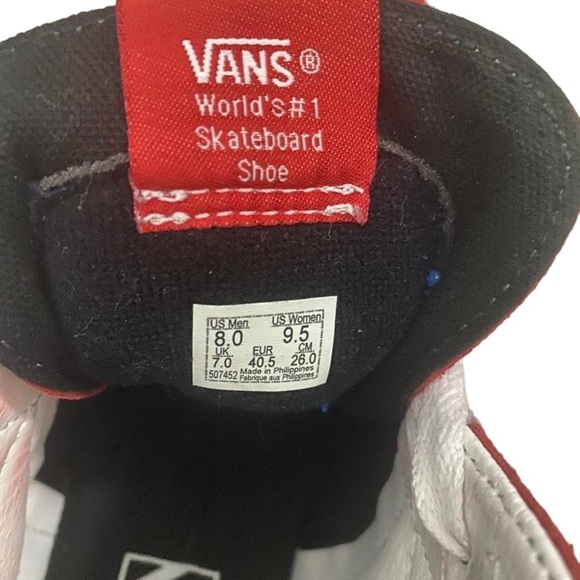 VANS®
World's #1
Skateboard
Shoe
US Men US Women
8.0 9.5
UK EUR CM
7.0 40.5 26.0
507452 Made in Philippines
Fabrique aux Philippines